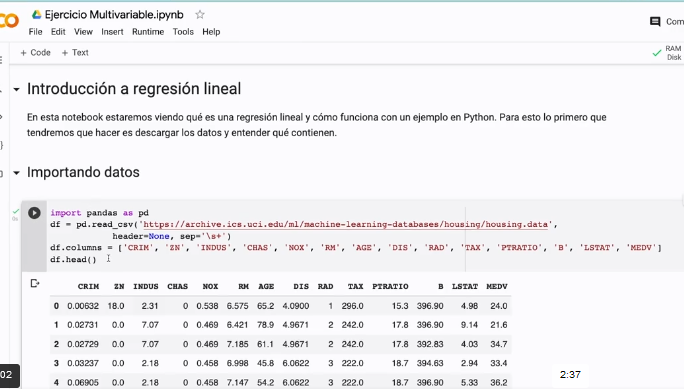 CO
Ejercicio Multivariable.ipynb
File Edit View Insert Runtime Tools Help
Com
+ Code + Text
RAM
Disk
Introducción a regresión lineal
En esta notebook estaremos viendo qué es una regresión lineal y cómo funciona con un ejemplo en Python. Para esto lo primero que
tendremos que hacer es descargar los datos y entender qué contienen.
Importando datos
import pandas as pd
df = pd.read_csv('https://archive.ics.uci.edu/ml/machine-learning-databases/housing/housing.data',
header=None, sep='\s+')
df.columns = ['CRIM', 'ZN', 'INDUS', 'CHAS', 'NOX', 'RM', 'AGE', 'DIS', 'RAD', 'TAX', 'PTRATIO', 'B', 'LSTAT', 'MEDV']
df.head()
CRIM ZN INDUS CHAS NOX RM AGE DIS RAD TAX PTRATIO B LSTAT MEDV
0 0.00632 18.0 2.31 0 0.538 6.575 65.2 4.0900 1 296.0 15.3 396.90 4.98 24.0
1 0.02731 0.0 7.07 0 0.469 6.421 78.9 4.9671 2 242.0 17.8 396.90 9.14 21.6
2 0.02729 0.0 7.07 0 0.469 7.185 61.1 4.9671 2 242.0 17.8 392.83 4.03 34.7
3 0.03237 0.0 2.18 0 0.458 6.998 45.8 6.0622 3 222.0 18.7 394.63 2.94 33.4
4 0.06905 0.0 2.18 0 0.458 7.147 54.2 6.0622 3 222.0 18.7 396.90 5.33 36.2
02
2:37